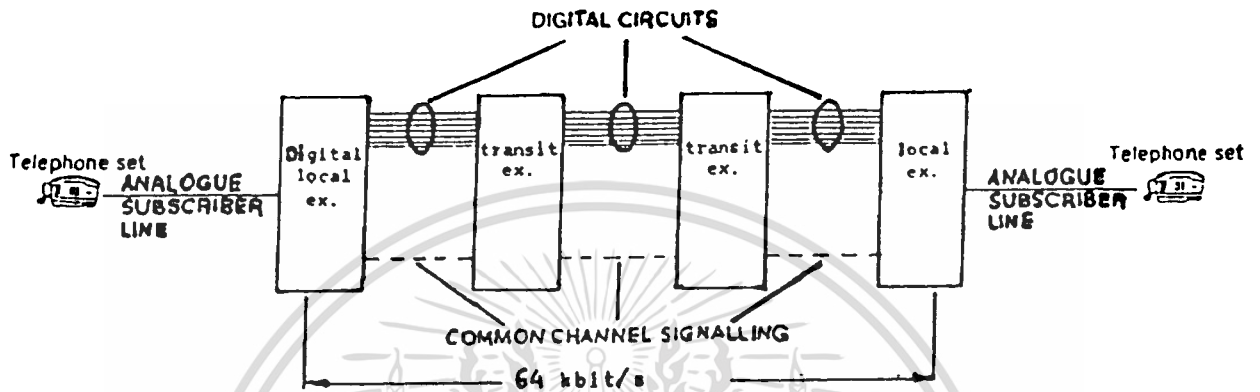 DIGITAL CIRCUITS
Telephone set
ANALOGUE
SUBSCRIBER
LINE
Digital
local
ex.
transit
ex.
transit
ex.
local
ex.
Telephone set
ANALOGUE
SUBSCRIBER
LINE
COMMON CHANNEL SIGNALLING
64 kbit/s